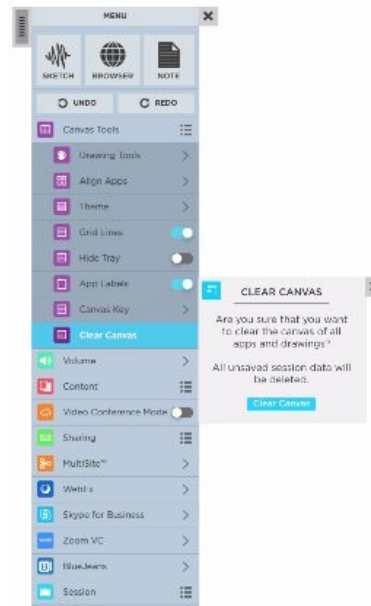 MENU
SKETCH
BROWSER
NOTE
UNDO
REDO
Canvas Tools
Drawing Tools
Align Apps
Theme
Grid Lines
Hide Tray
App Labels
Canvas Key
Clear Canvas
Volume
Content
Video Conference Mode
Sharing
MultiSite™
WebEx
Skype for Business
Zoom VC
BlueJeans
Session
CLEAR CANVAS
Are you sure that you want
to clear the canvas of all
apps and drawings?
All unsaved session data will
be deleted.
Clear Canvas